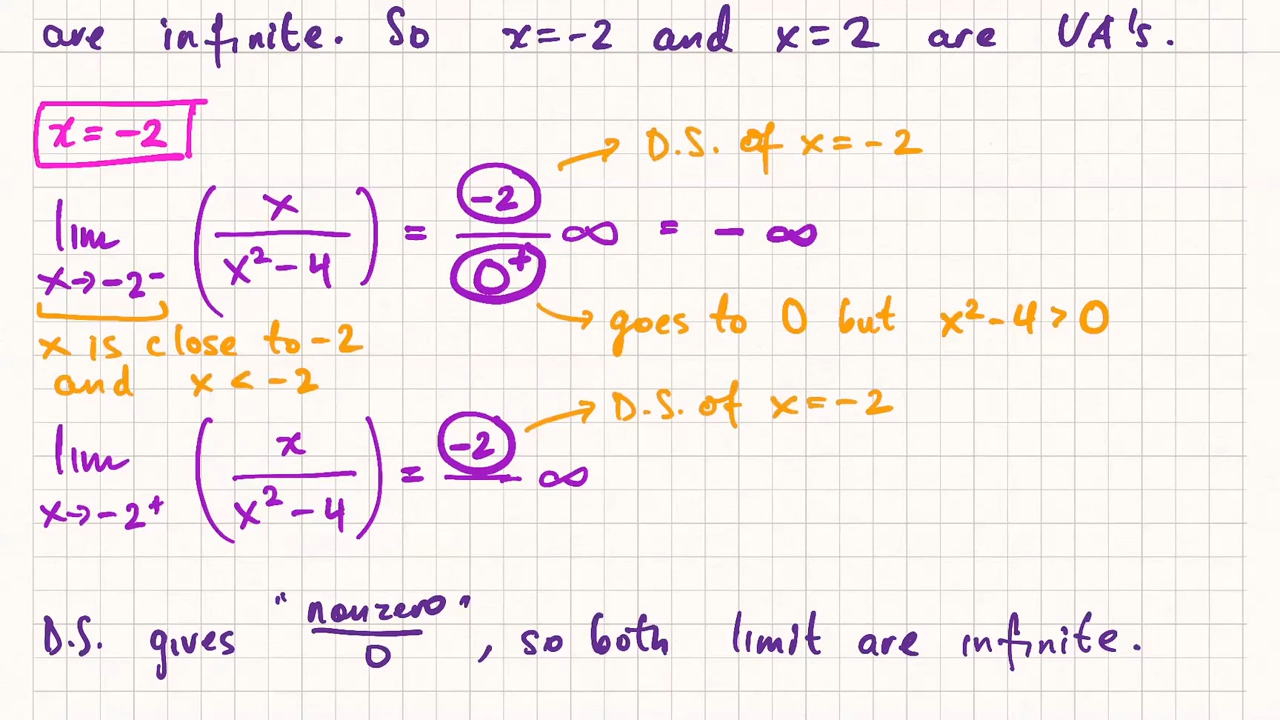 are infinite. So x=-2 and x=2 are VA's.
x=-2
→ D.S. of x=-2
lim x→-2⁻ (x/(x²-4)) = -2/0⁺ ∞ = -∞
→ goes to 0 but x²-4>0
x is close to -2
and x<-2
→ D.S. of x=-2
lim x→-2⁺ (x/(x²-4)) = -2/ ∞
D.S. gives "nonzero"/0, so both limit are infinite.